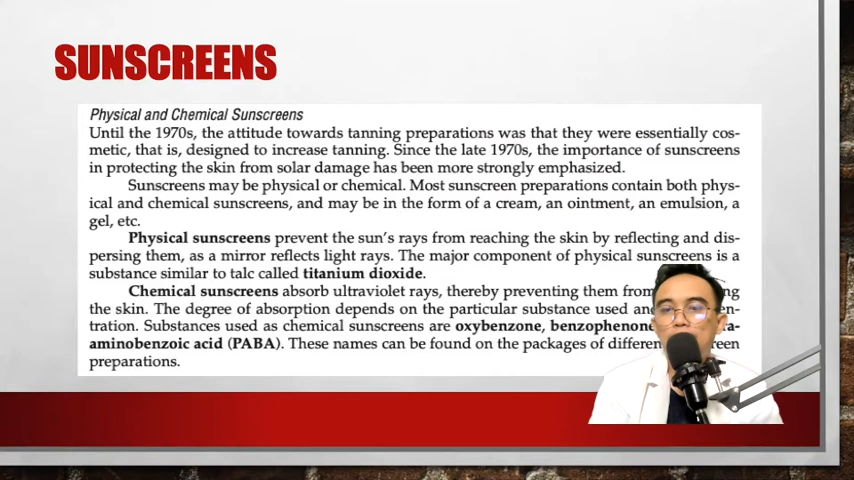 SUNSCREENS
Physical and Chemical Sunscreens
Until the 1970s, the attitude towards tanning preparations was that they were essentially cos-
metic, that is, designed to increase tanning. Since the late 1970s, the importance of sunscreens
in protecting the skin from solar damage has been more strongly emphasized.
Sunscreens may be physical or chemical. Most sunscreen preparations contain both phys-
ical and chemical sunscreens, and may be in the form of a cream, an ointment, an emulsion, a
gel, etc.
Physical sunscreens prevent the sun's rays from reaching the skin by reflecting and dis-
persing them, as a mirror reflects light rays. The major component of physical sunscreens is a
substance similar to talc called titanium dioxide.
Chemical sunscreens absorb ultraviolet rays, thereby preventing them from
the skin. The degree of absorption depends on the particular substance used
tration. Substances used as chemical sunscreens are oxybenzone, benzophenone
aminobenzoic acid (PABA). These names can be found on the packages of
preparations.